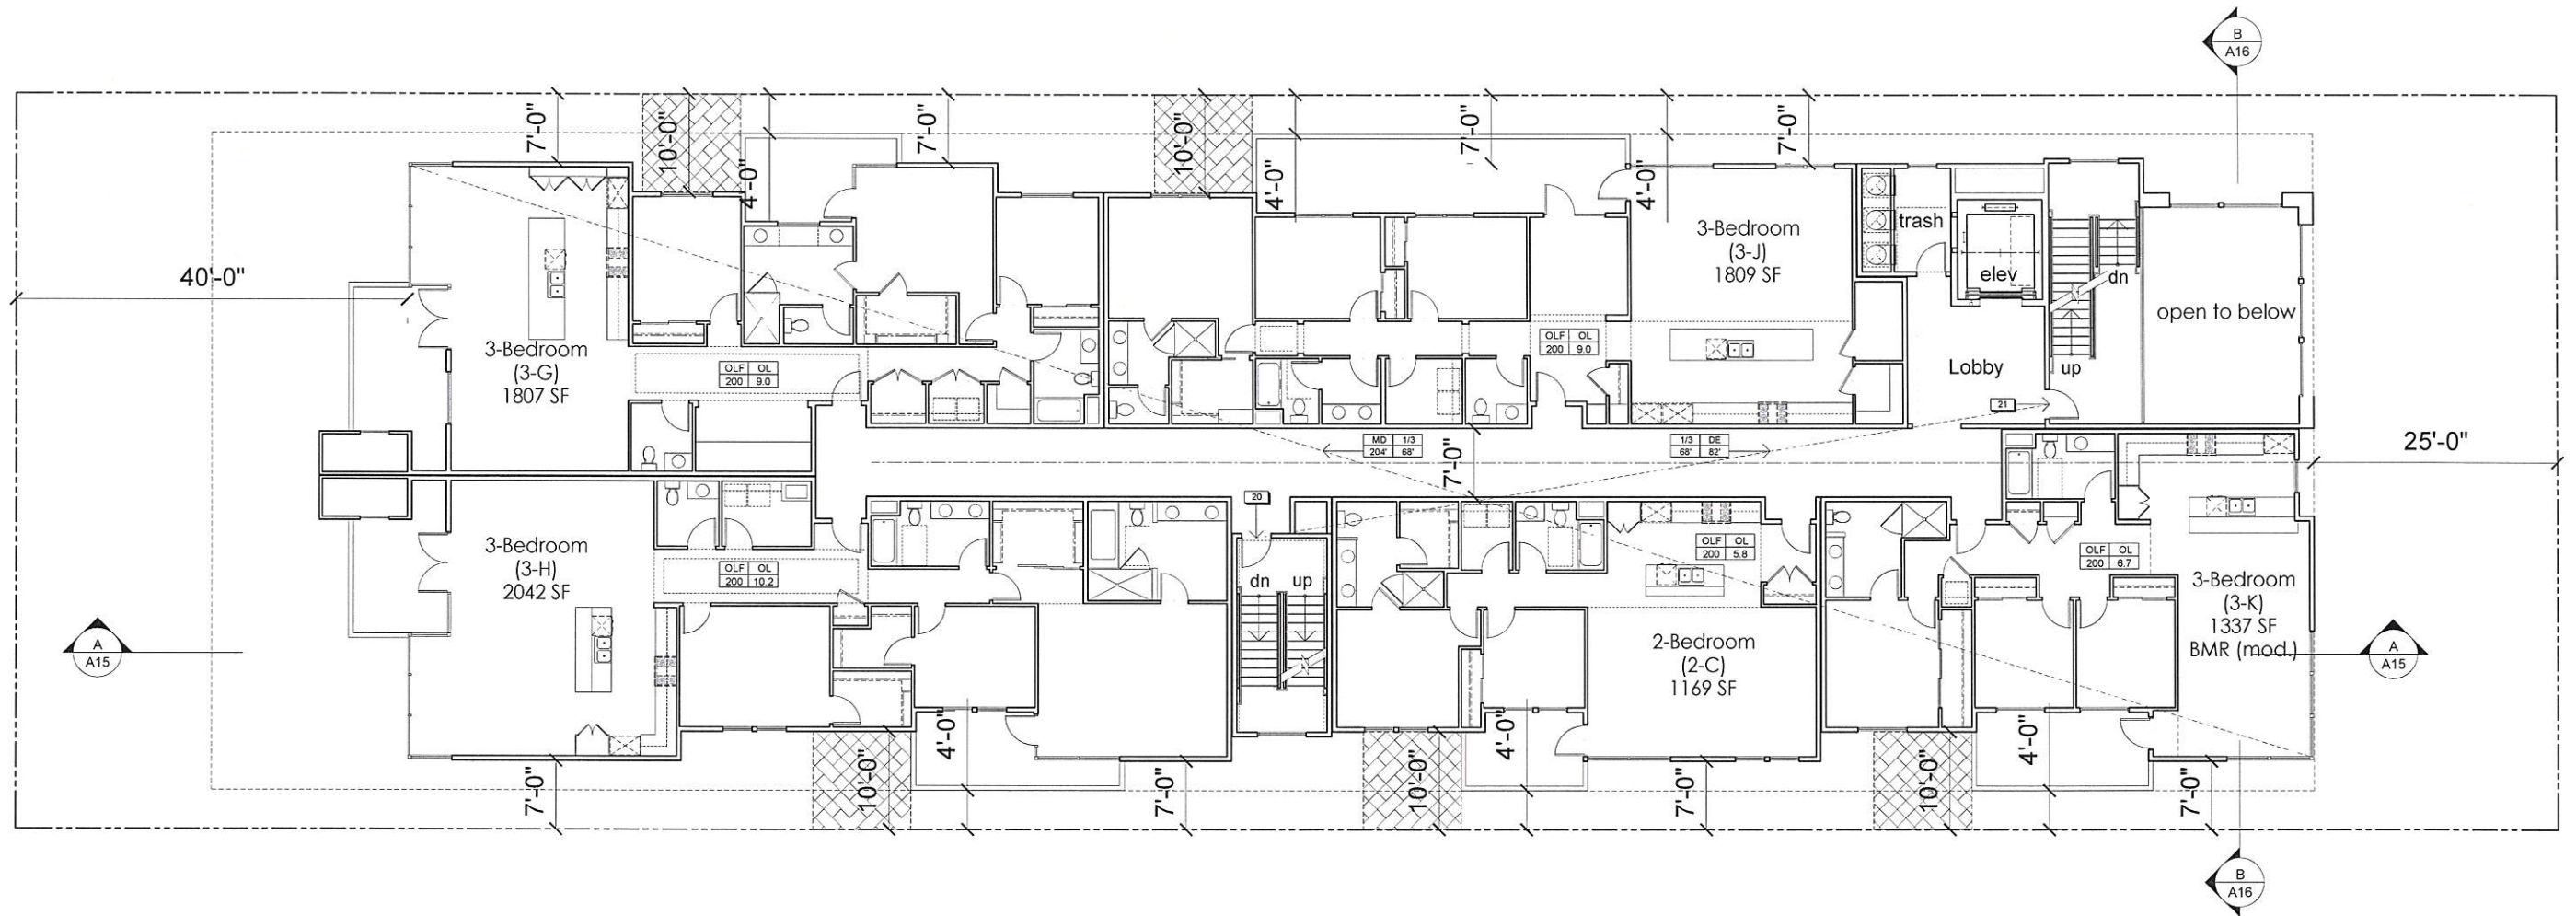 B
A16
7'-0"
10'-0"
4'-0"
7'-0"
10'-0"
4'-0"
7'-0"
4'-0"
7'-0"
40'-0"
3-Bedroom
(3-G)
1807 SF
OLF OL
200 9.0
OLF OL
200 9.0
3-Bedroom
(3-J)
1809 SF
trash
elev
dn
up
Lobby
open to below
21
MD 1/3
204' 68'
7'-0"
1/3 DE
68' 82'
25'-0"
20
3-Bedroom
(3-H)
2042 SF
OLF OL
200 10.2
dn up
OLF OL
200 5.8
2-Bedroom
(2-C)
1169 SF
OLF OL
200 6.7
3-Bedroom
(3-K)
1337 SF
BMR (mod.)
A
A15
A
A15
7'-0"
10'-0"
4'-0"
7'-0"
10'-0"
4'-0"
7'-0"
10'-0"
4'-0"
7'-0"
B
A16